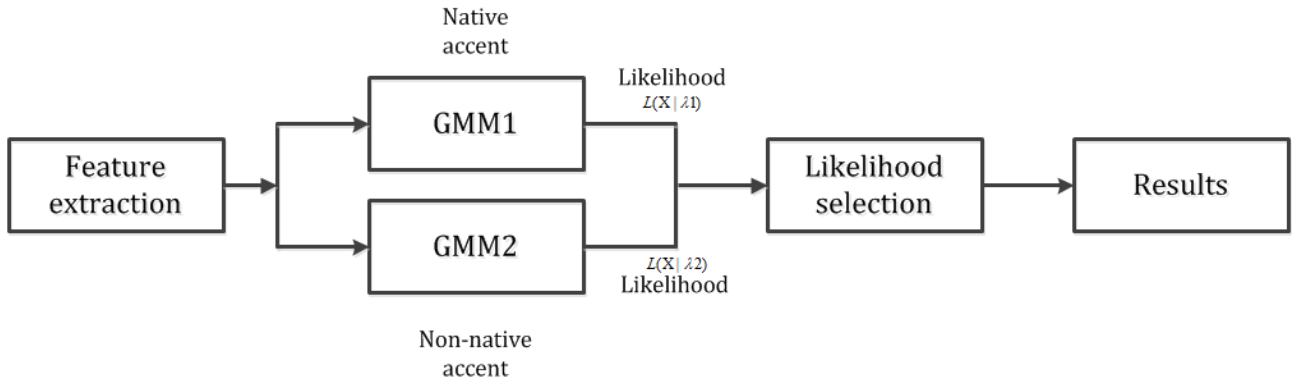 Native
accent
Likelihood
L(X | λ1)
GMM1
Feature
extraction
Likelihood
selection
Results
GMM2
L(X | λ2)
Likelihood
Non-native
accent